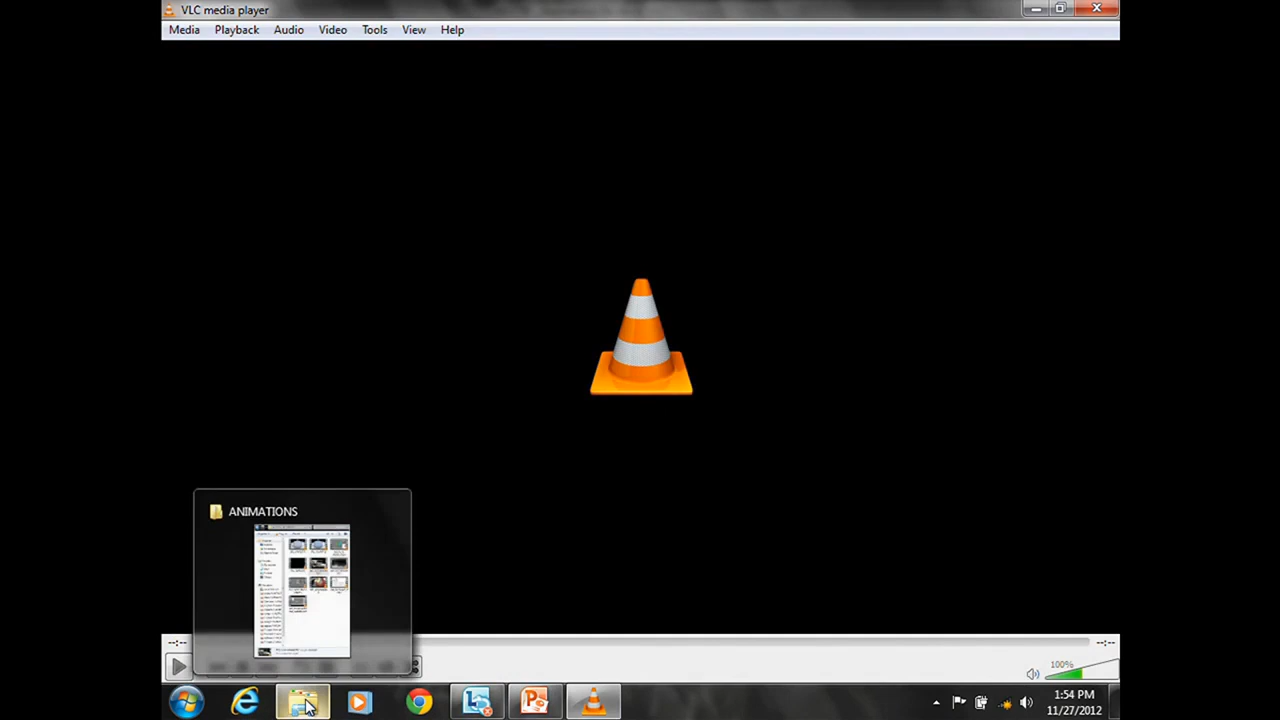 VLC media player
Media Playback Audio Video Tools View Help
ANIMATIONS
--:-- --:--
100%
1:54 PM
11/27/2012